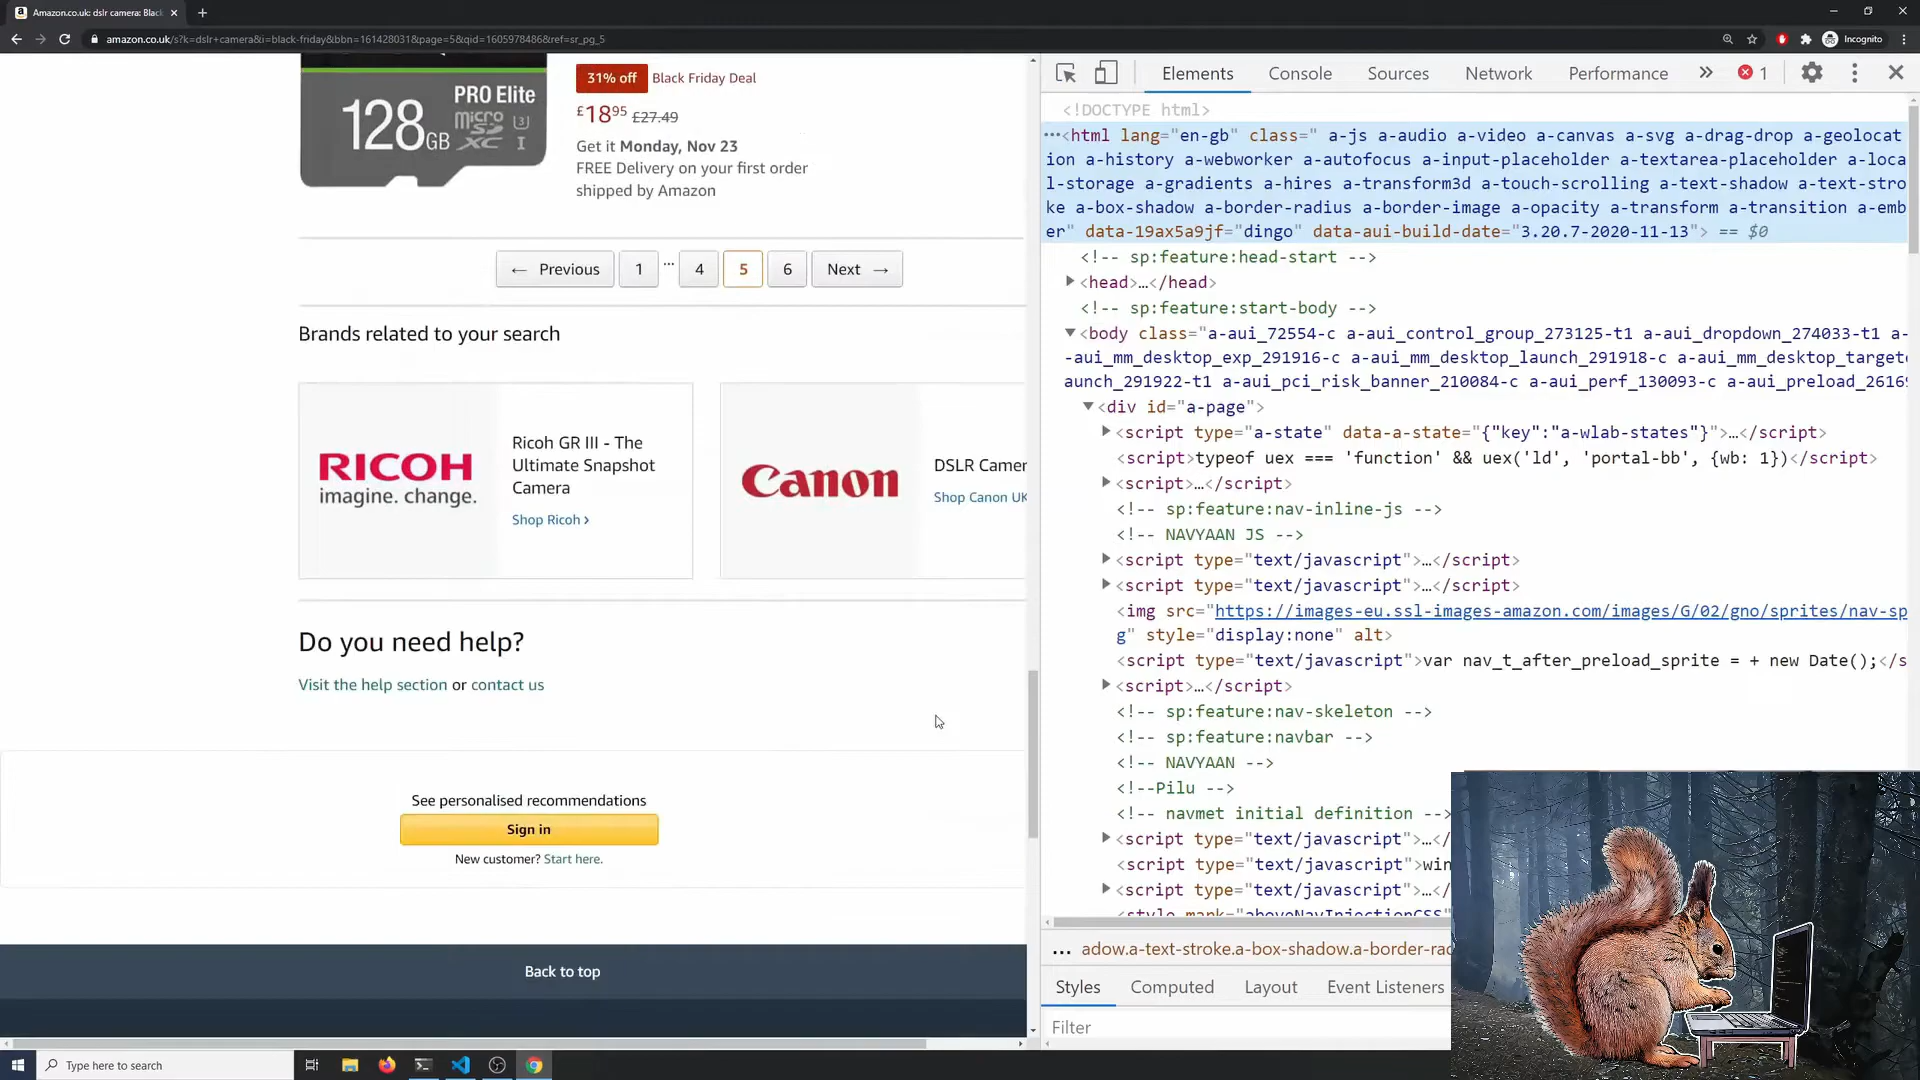 Amazon.co.uk: dslr camera: Blac
amazon.co.uk/s?k=dslr+camera&i=black-friday&bbn=161428031&page=5&qid=1605978486&ref=sr_pg_5
Incognito
128GB
PRO Elite
micro
SD
XC I
U3
31% off Black Friday Deal
£18 95 £27.49
Get it Monday, Nov 23
FREE Delivery on your first order
shipped by Amazon
← Previous 1 ... 4 5 6 Next →
Brands related to your search
RICOH
imagine. change.
Ricoh GR III - The
Ultimate Snapshot
Camera
Shop Ricoh ›
Canon
DSLR Camer
Shop Canon UK
Do you need help?
Visit the help section or contact us
See personalised recommendations
Sign in
New customer? Start here.
Back to top
Elements Console Sources Network Performance » 1
<!DOCTYPE html>
…<html lang="en-gb" class=" a-js a-audio a-video a-canvas a-svg a-drag-drop a-geolocat
ion a-history a-webworker a-autofocus a-input-placeholder a-textarea-placeholder a-loca
l-storage a-gradients a-hires a-transform3d a-touch-scrolling a-text-shadow a-text-stro
ke a-box-shadow a-border-radius a-border-image a-opacity a-transform a-transition a-emb
er" data-19ax5a9jf="dingo" data-aui-build-date="3.20.7-2020-11-13"> == $0
<!-- sp:feature:head-start -->
<head>…</head>
<!-- sp:feature:start-body -->
<body class="a-aui_72554-c a-aui_control_group_273125-t1 a-aui_dropdown_274033-t1 a-
-aui_mm_desktop_exp_291916-c a-aui_mm_desktop_launch_291918-c a-aui_mm_desktop_targete
aunch_291922-t1 a-aui_pci_risk_banner_210084-c a-aui_perf_130093-c a-aui_preload_26169
<div id="a-page">
<script type="a-state" data-a-state="{"key":"a-wlab-states"}">…</script>
<script>typeof uex === 'function' && uex('ld', 'portal-bb', {wb: 1})</script>
<script>…</script>
<!-- sp:feature:nav-inline-js -->
<!-- NAVYAAN JS -->
<script type="text/javascript">…</script>
<script type="text/javascript">…</script>
<img src="https://images-eu.ssl-images-amazon.com/images/G/02/gno/sprites/nav-sp
g" style="display:none" alt>
<script type="text/javascript">var nav_t_after_preload_sprite = + new Date();</s
<script>…</script>
<!-- sp:feature:nav-skeleton -->
<!-- sp:feature:navbar -->
<!-- NAVYAAN -->
<!--Pilu -->
<!-- navmet initial definition -->
<script type="text/javascript">…</
<script type="text/javascript">win
<script type="text/javascript">…</
<style mark="aboveNavInjectionCSS"
... adow.a-text-stroke.a-box-shadow.a-border-rad
Styles Computed Layout Event Listeners
Filter
Type here to search